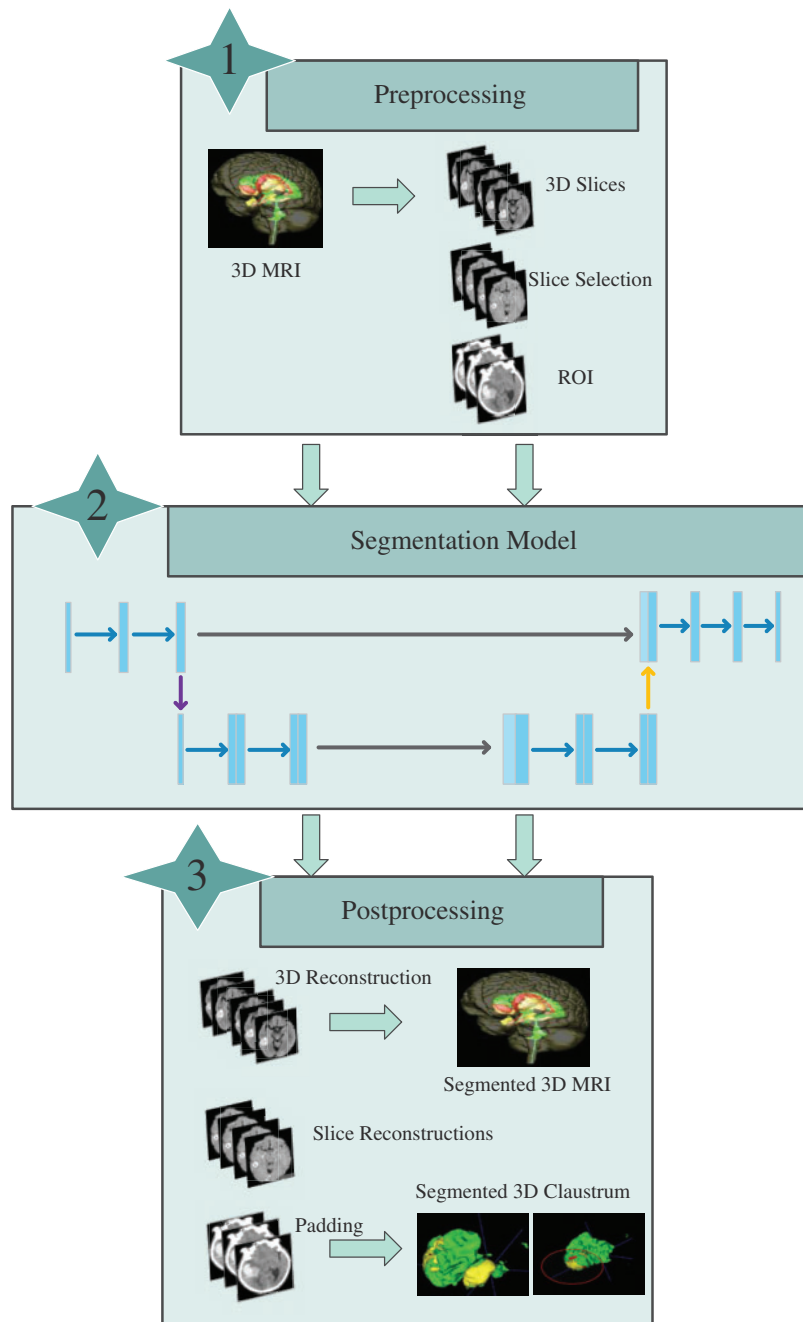 1
Preprocessing
3D Slices
3D MRI
Slice Selection
ROI
2
Segmentation Model
3
Postprocessing
3D Reconstruction
Segmented 3D MRI
Slice Reconstructions
Segmented 3D Claustrum
Padding